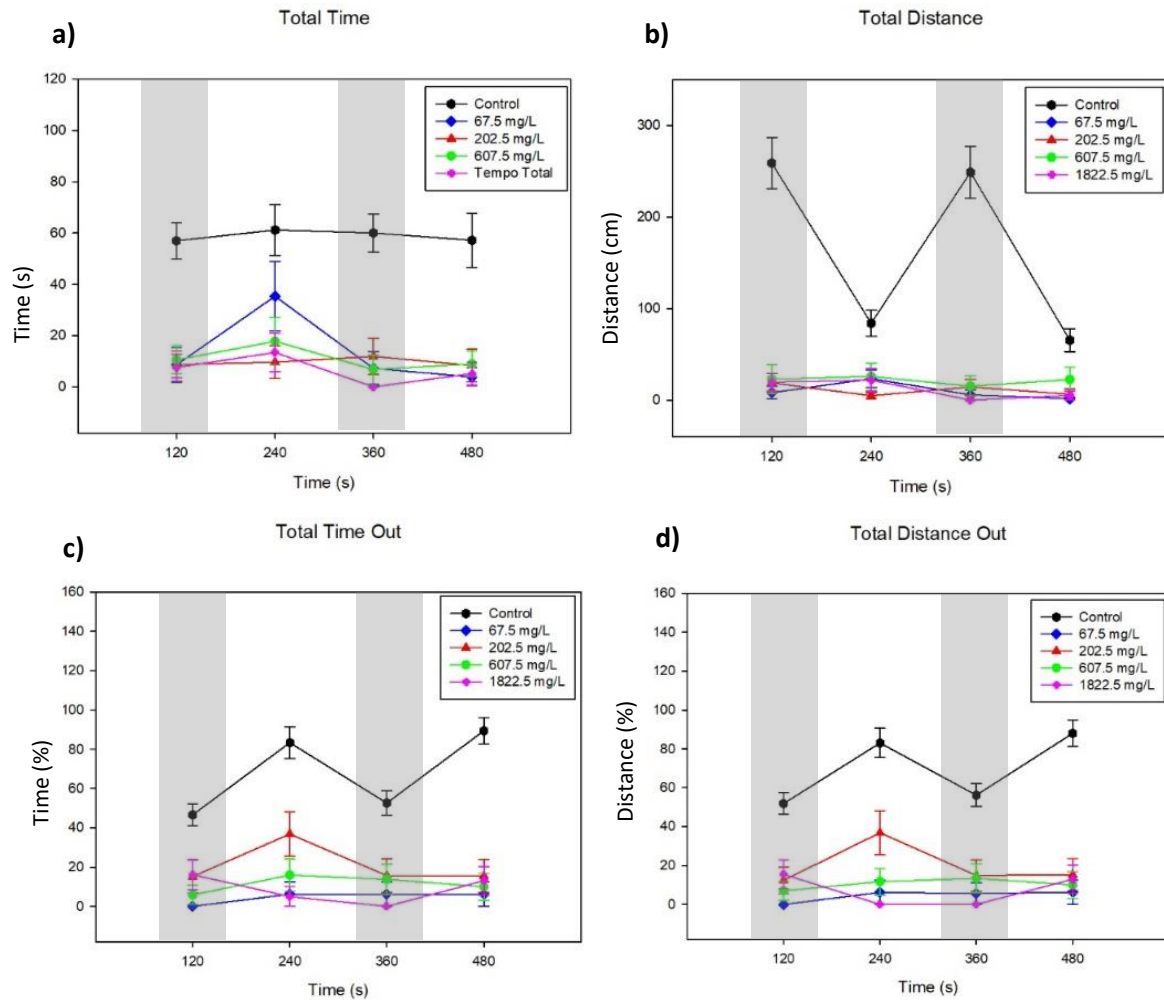 a)
Total Time
Time (s)
120
100
80
60
40
20
0
Control
67.5 mg/L
202.5 mg/L
607.5 mg/L
Tempo Total
120 240 360 480
Time (s)
b)
Total Distance
Distance (cm)
300
200
100
0
Control
67.5 mg/L
202.5 mg/L
607.5 mg/L
1822.5 mg/L
120 240 360 480
Time (s)
c)
Total Time Out
Time (%)
160
140
120
100
80
60
40
20
0
Control
67.5 mg/L
202.5 mg/L
607.5 mg/L
1822.5 mg/L
120 240 360 480
Time (s)
d)
Total Distance Out
Distance (%)
160
140
120
100
80
60
40
20
0
Control
67.5 mg/L
202.5 mg/L
607.5 mg/L
1822.5 mg/L
120 240 360 480
Time (s)